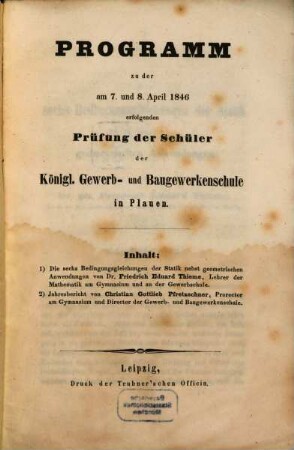 PROGRAMM
zu der
am 7. und 8. April 1846
erfolgenden
Prüfung der Schüler
der
Königl. Gewerb- und Baugewerkenschule
in Plauen.
Inhalt:
1) Die sechs Bedingungsgleichungen der Statik nebst geometrischen
Anwendungen von Dr. Friedrich Eduard Thieme, Lehrer der
Mathematik am Gymnasium und an der Gewerbschule.
2) Jahresbericht von Christian Gottlieb Pfretzschner, Prorector
am Gymnasium und Director der Gewerb- und Baugewerkenschule.
Leipzig,
Druck der Teubner'schen Officin.